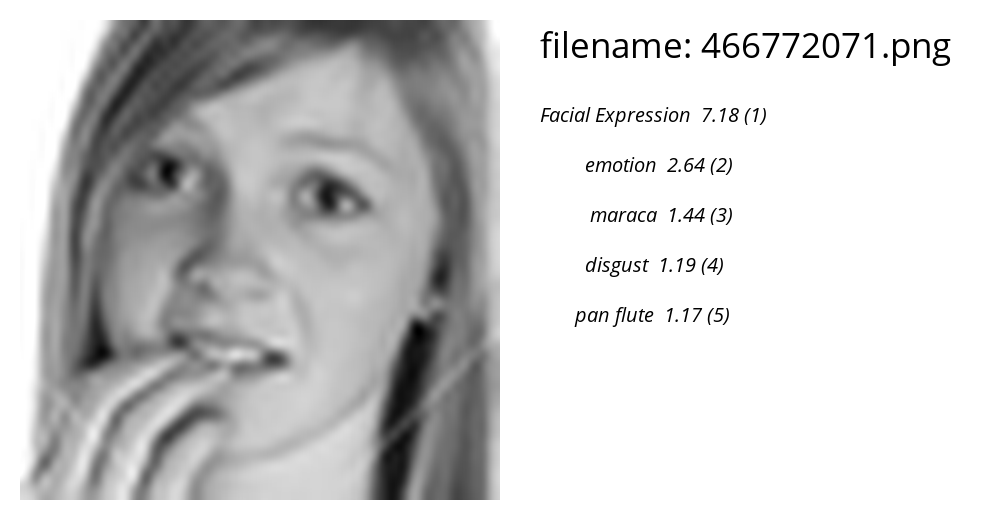 filename: 466772071.png
Facial Expression 7.18 (1)
emotion 2.64 (2)
maraca 1.44 (3)
disgust 1.19 (4)
pan flute 1.17 (5)